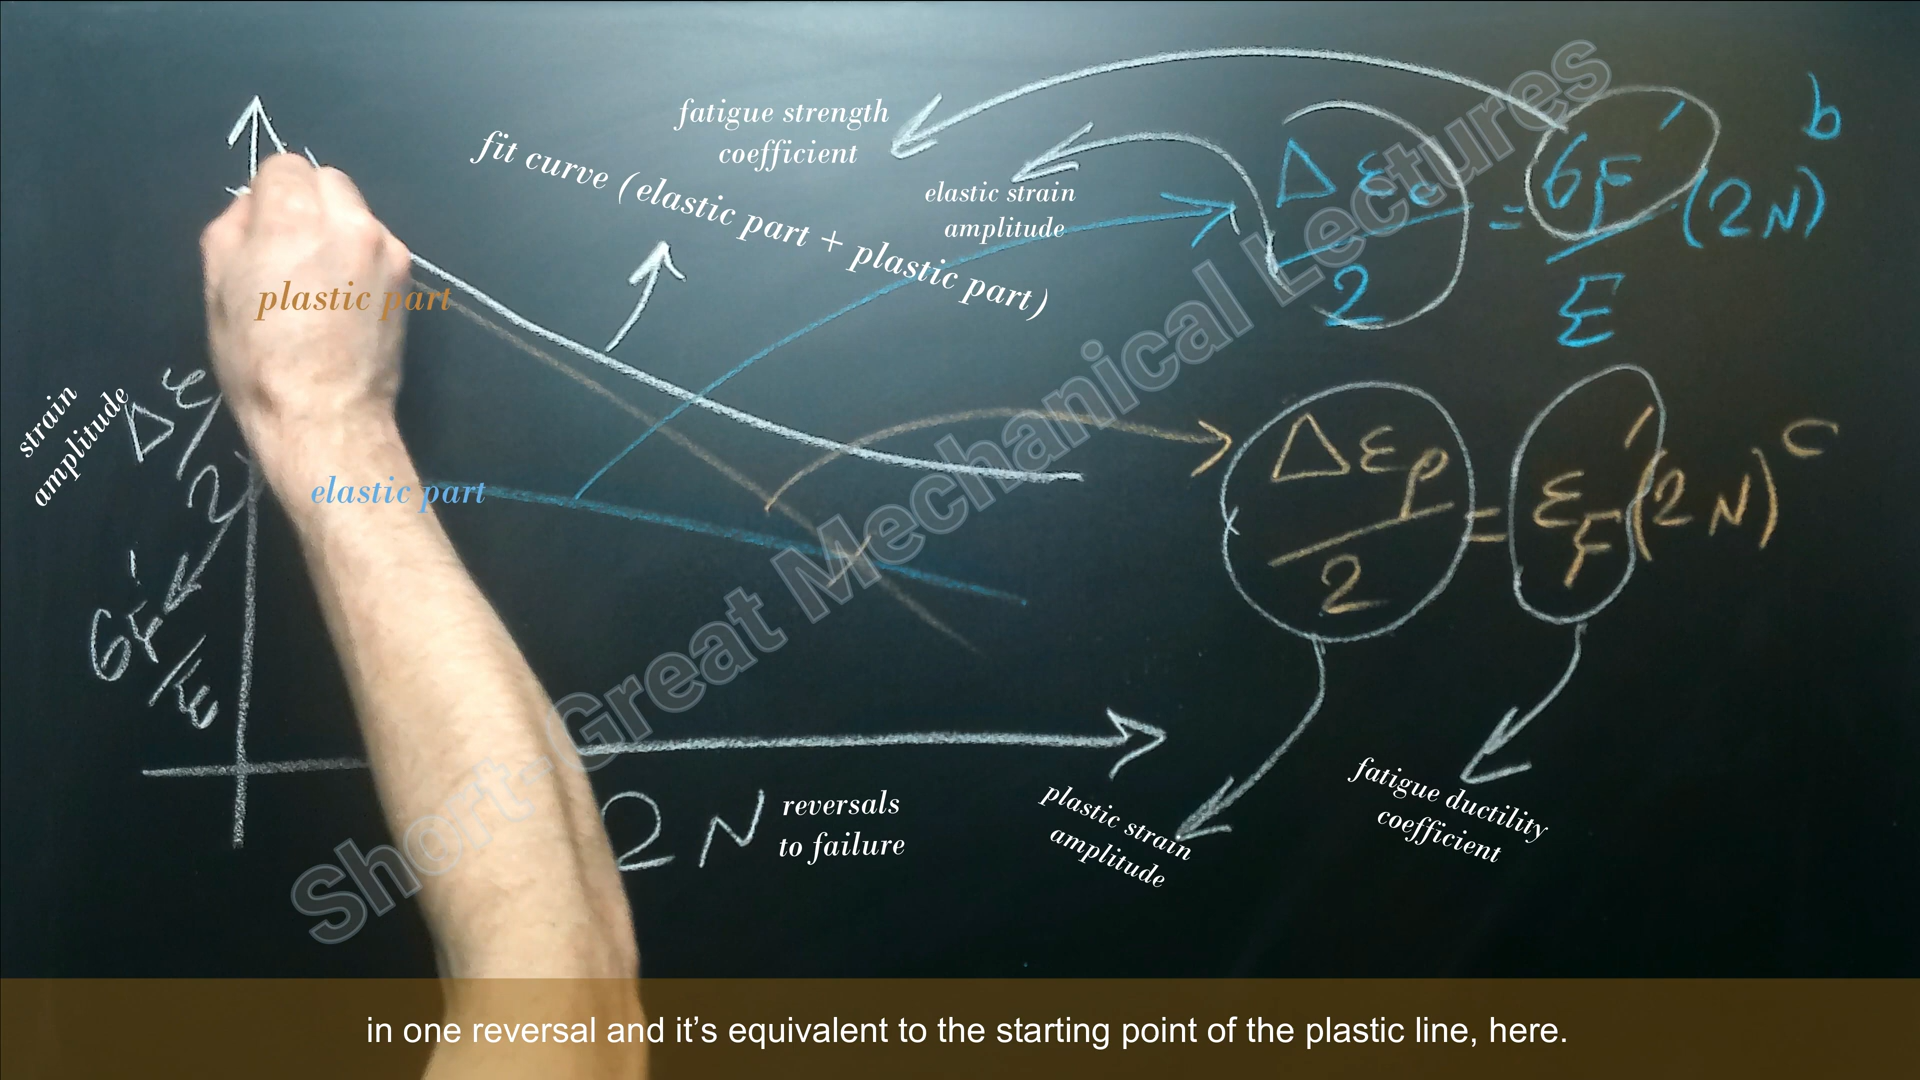 fatigue strength
coefficient
fit curve (elastic part + plastic part)
elastic strain
amplitude
Δεe/2 = σF'/E (2N)^b
plastic part
strain
amplitude
Δε/2
elastic part
Δεp/2 = εF' (2N)^c
σF'/E
2N
reversals
to failure
plastic strain
amplitude
fatigue ductility
coefficient
Short-Great Mechanical Lectures
in one reversal and it’s equivalent to the starting point of the plastic line, here.